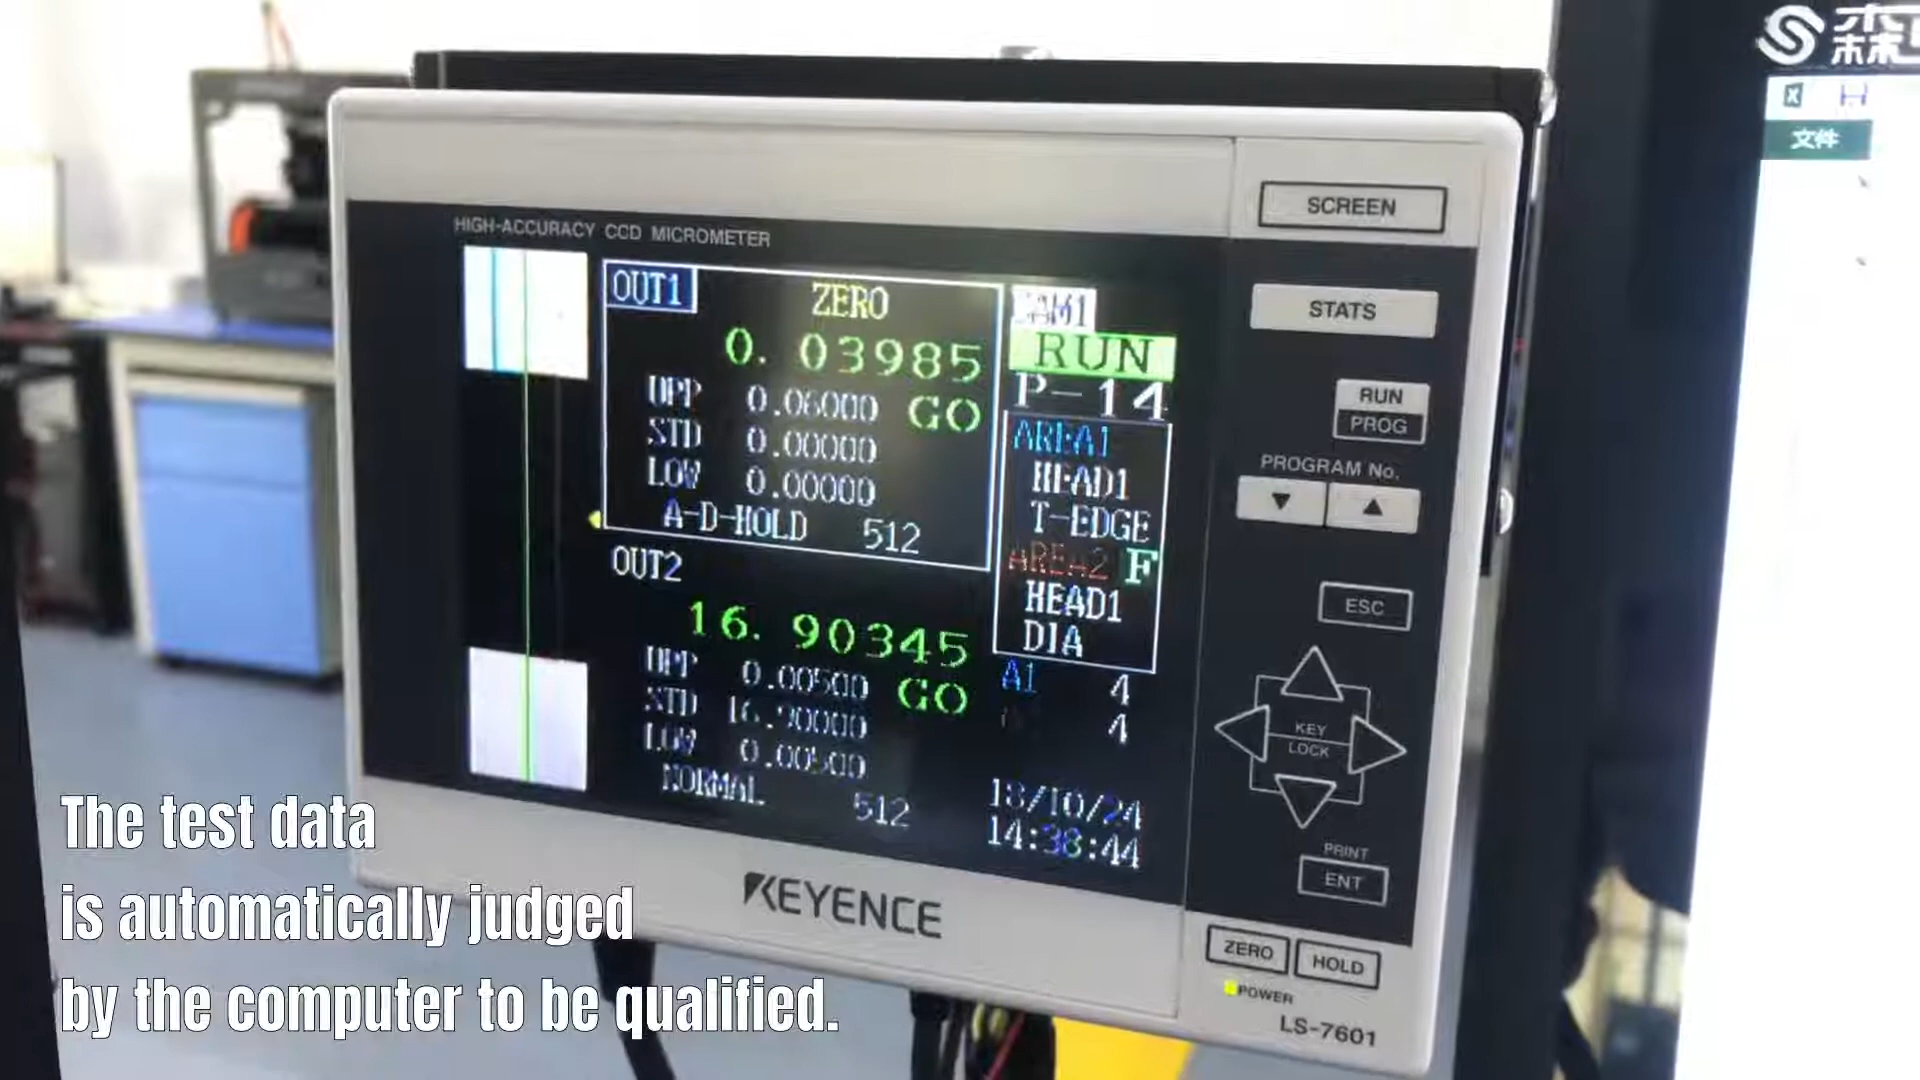 HIGH-ACCURACY CCD MICROMETER
OUT1
ZERO
0. 03985
UPP 0.06000 GO
STD 0.00000
LOW 0.00000
A-D-HOLD 512
OUT2
16. 90345
UPP 0.00500 GO
STD 16.90000
LOW 0.00500
NORMAL 512
RUN
P-14
AREA1
HEAD1
T-EDGE
AREA2 F
HEAD1
DIA
A1 4
4
18/10/24
14:38:44
KEYENCE
SCREEN
STATS
RUN
PROG
PROGRAM No.
▼ ▲
ESC
KEY
LOCK
PRINT
ENT
ZERO HOLD
POWER
LS-7601
文件
The test data
is automatically judged
by the computer to be qualified.